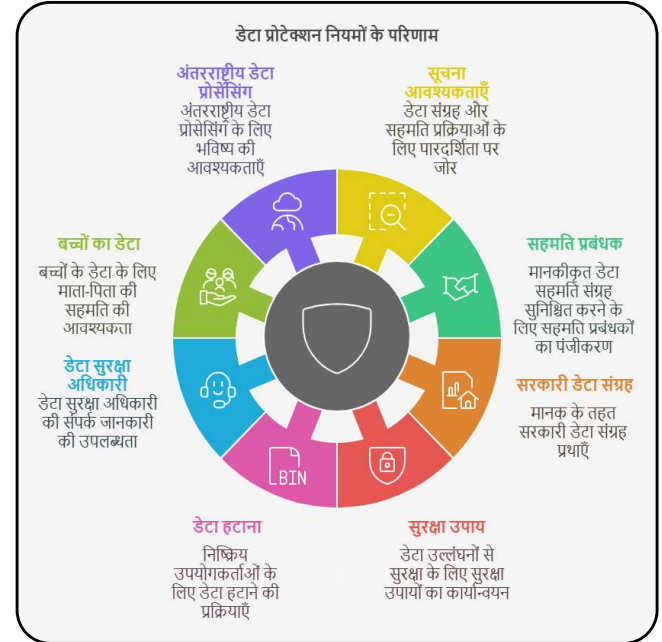 डेटा प्रोटेक्शन नियमों के परिणाम
अंतरराष्ट्रीय डेटा
प्रोसेसिंग
अंतरराष्ट्रीय डेटा
प्रोसेसिंग के लिए
भविष्य की
आवश्यकताएँ
सूचना
आवश्यकताएँ
डेटा संग्रह और
सहमति प्रक्रियाओं के
लिए पारदर्शिता पर
जोर
बच्चों का डेटा
बच्चों के डेटा के लिए
माता-पिता की
सहमति की
आवश्यकता
सहमति प्रबंधक
मानकीकृत डेटा
सहमति संग्रह
सुनिश्चित करने के
लिए सहमति प्रबंधकों
का पंजीकरण
डेटा सुरक्षा
अधिकारी
डेटा सुरक्षा अधिकारी
की संपर्क जानकारी
की उपलब्धता
सरकारी डेटा संग्रह
मानक के तहत
सरकारी डेटा संग्रह
प्रथाएँ
BIN
डेटा हटाना
निष्क्रिय
उपयोगकर्ताओं के
लिए डेटा हटाने की
प्रक्रियाएँ
सुरक्षा उपाय
डेटा उल्लंघनों से
सुरक्षा के लिए सुरक्षा
उपायों का कार्यान्वयन